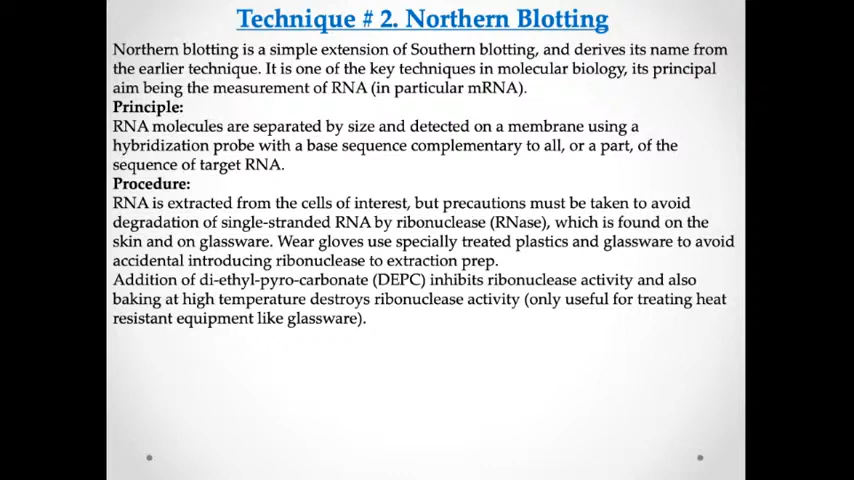 Technique # 2. Northern Blotting
Northern blotting is a simple extension of Southern blotting, and derives its name from
the earlier technique. It is one of the key techniques in molecular biology, its principal
aim being the measurement of RNA (in particular mRNA).
Principle:
RNA molecules are separated by size and detected on a membrane using a
hybridization probe with a base sequence complementary to all, or a part, of the
sequence of target RNA.
Procedure:
RNA is extracted from the cells of interest, but precautions must be taken to avoid
degradation of single-stranded RNA by ribonuclease (RNase), which is found on the
skin and on glassware. Wear gloves use specially treated plastics and glassware to avoid
accidental introducing ribonuclease to extraction prep.
Addition of di-ethyl-pyro-carbonate (DEPC) inhibits ribonuclease activity and also
baking at high temperature destroys ribonuclease activity (only useful for treating heat
resistant equipment like glassware).